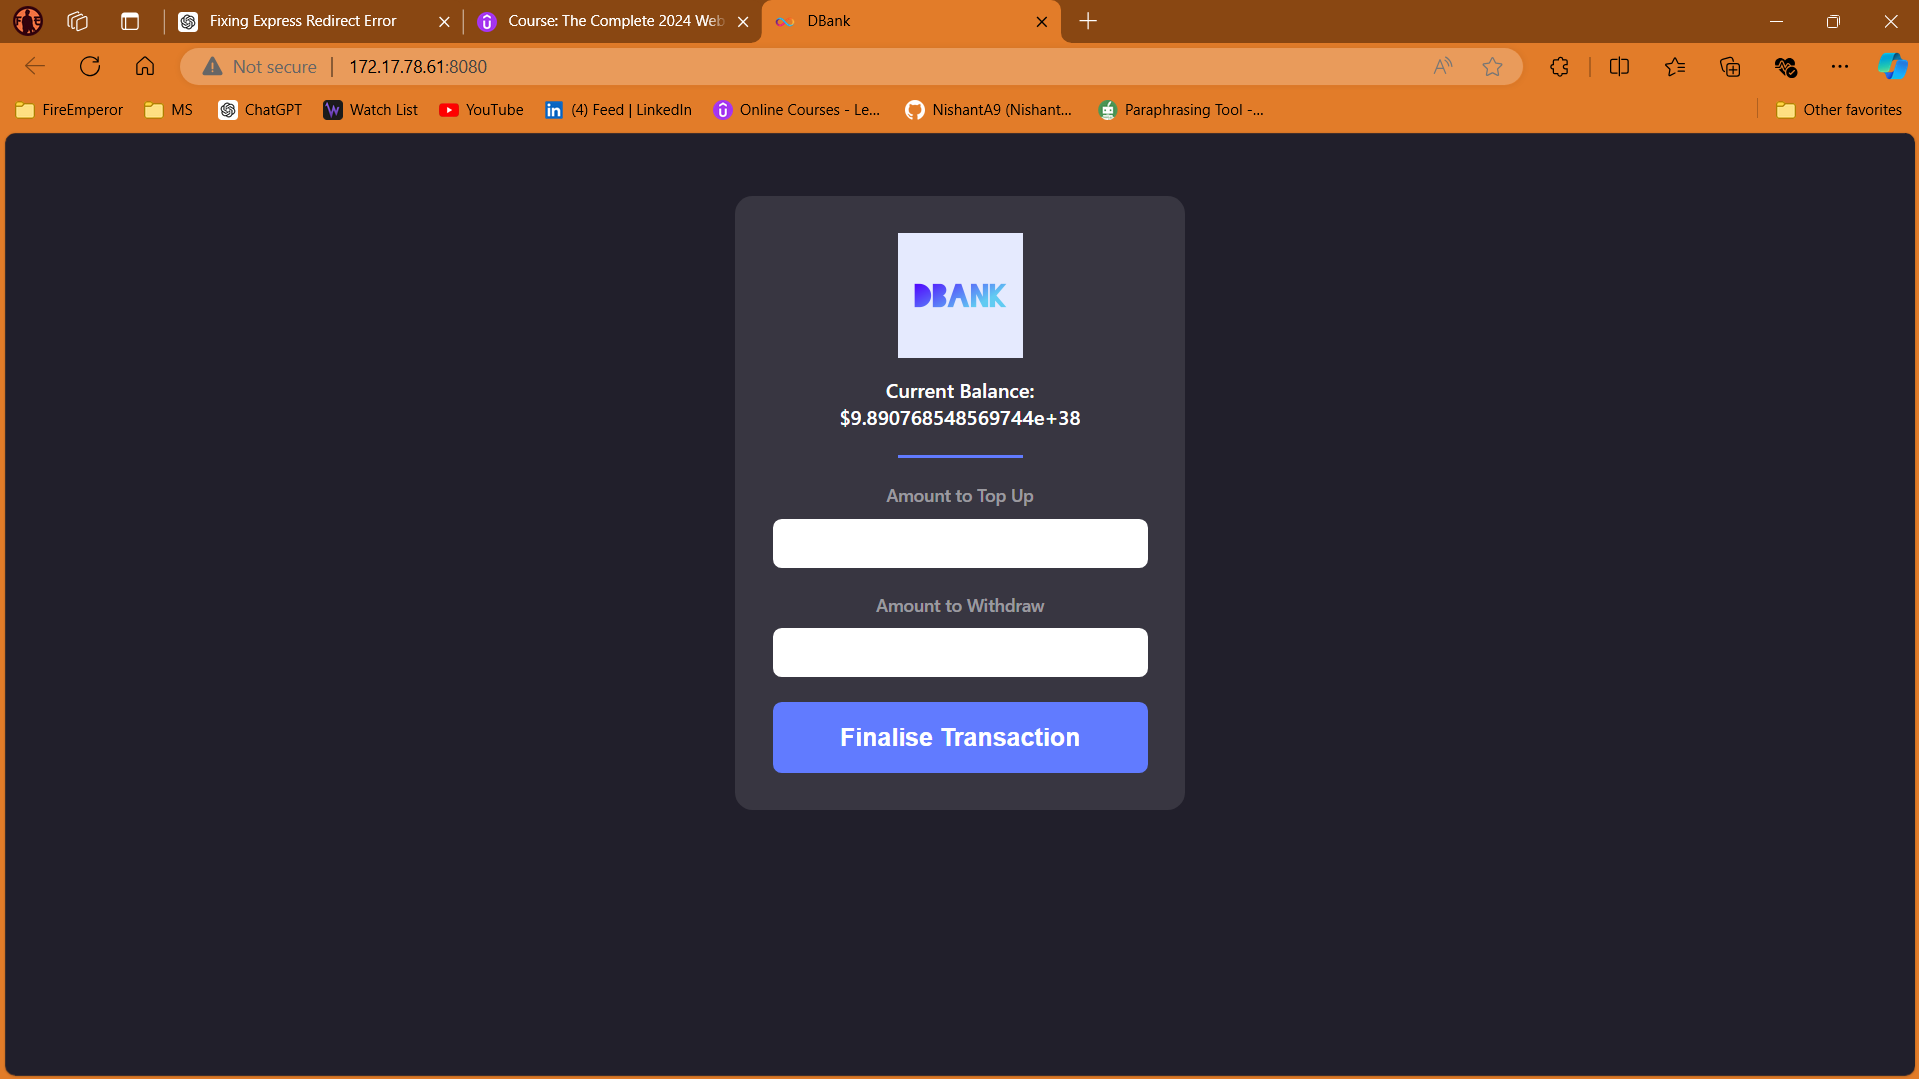 Fixing Express Redirect Error
Course: The Complete 2024 Web
DBank
Not secure
172.17.78.61:8080
FireEmperor
MS
ChatGPT
Watch List
YouTube
(4) Feed | LinkedIn
Online Courses - Le...
NishantA9 (Nishant...
Paraphrasing Tool -...
Other favorites
DBANK
Current Balance:
$9.890768548569744e+38
Amount to Top Up
Amount to Withdraw
Finalise Transaction